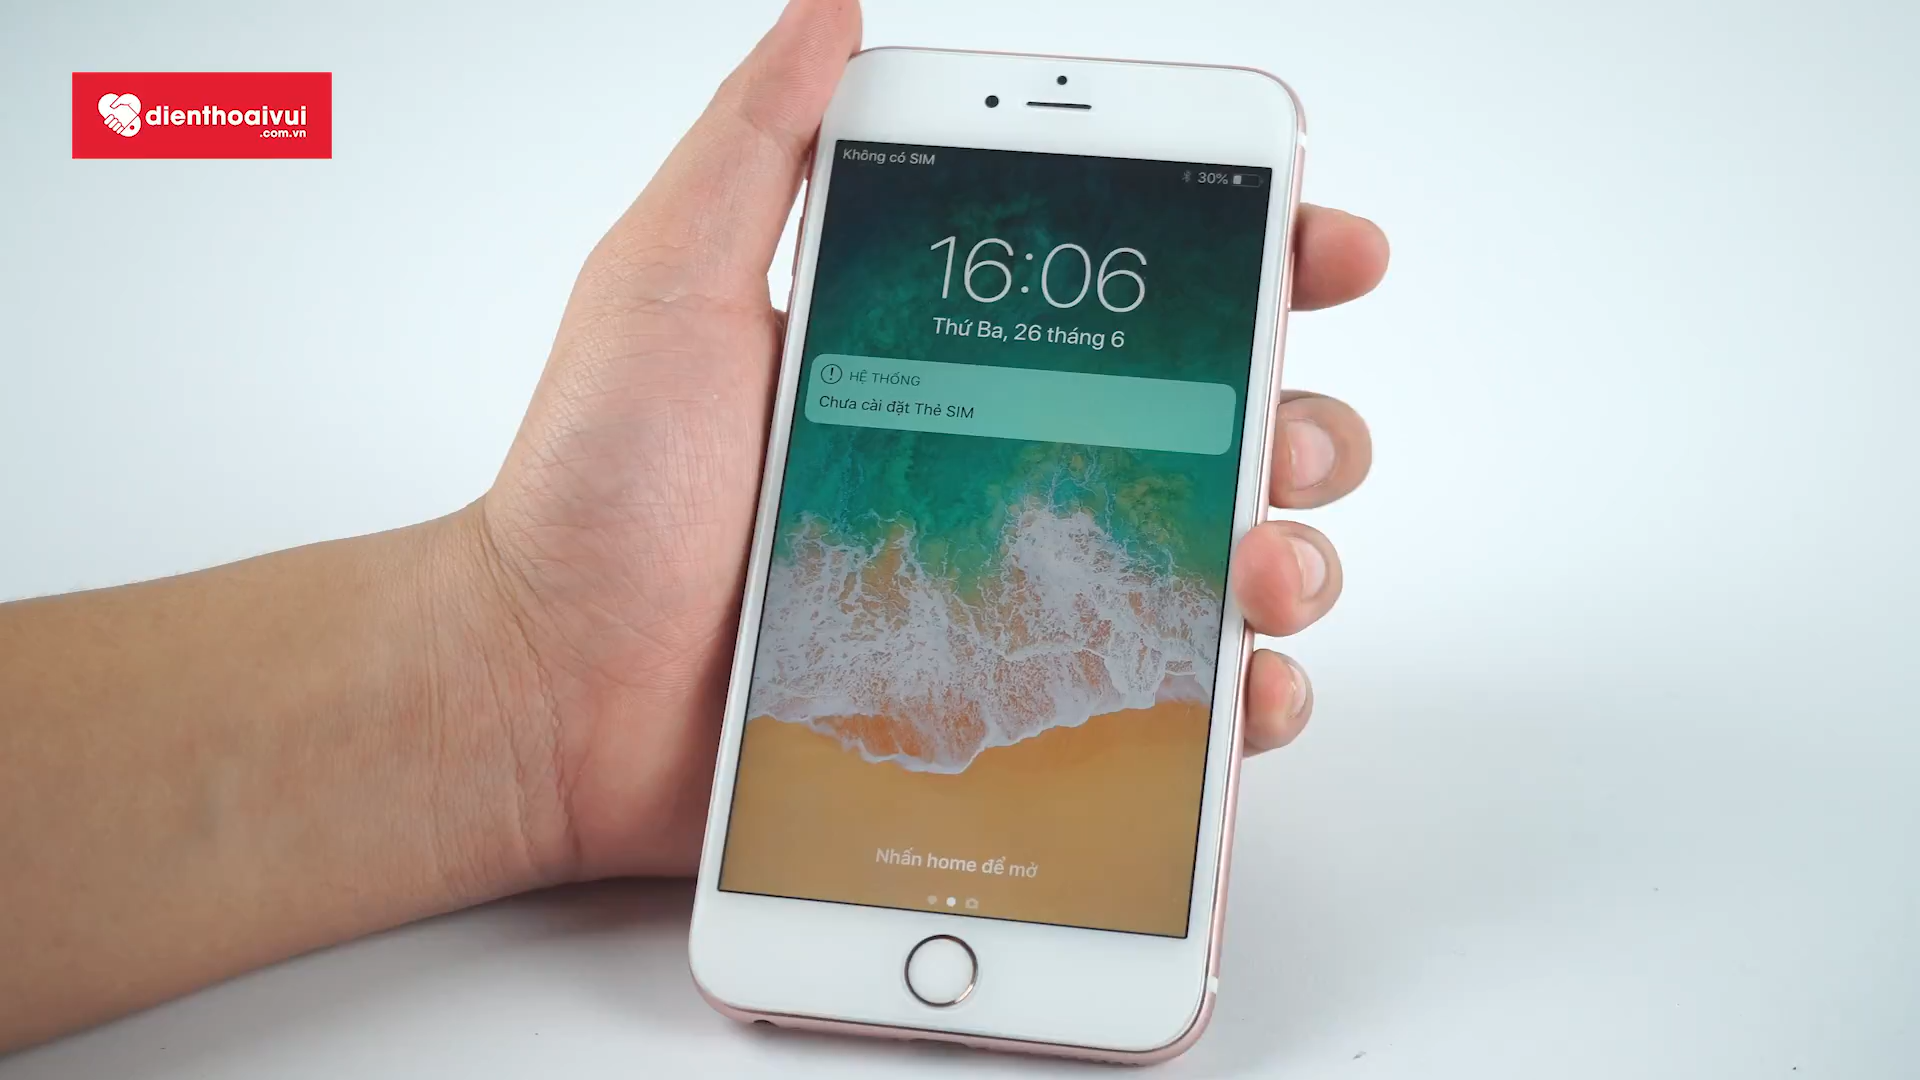 dienthoaivui
.com.vn
Không có SIM
30%
16:06
Thứ Ba, 26 tháng 6
HỆ THỐNG
Chưa cài đặt Thẻ SIM
Nhấn home để mở